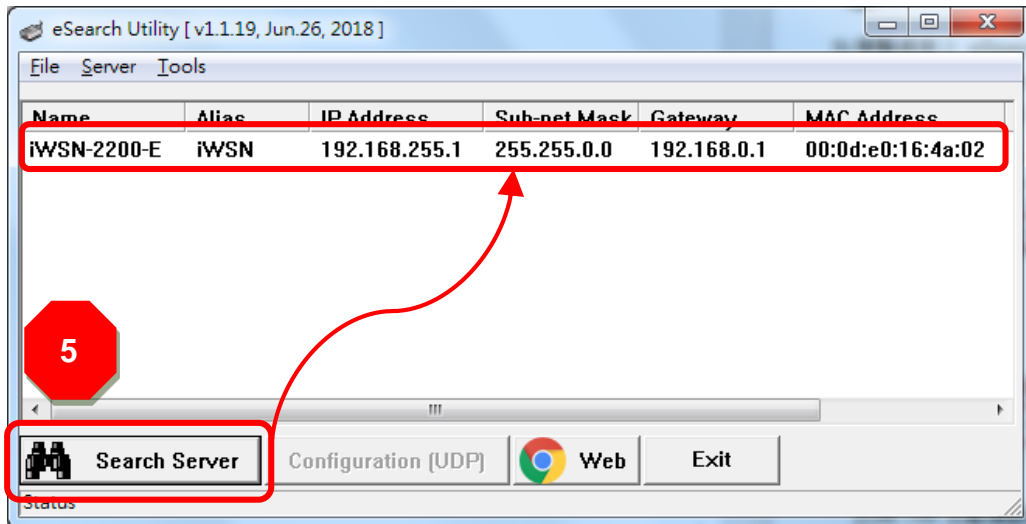 eSearch Utility [ v1.1.19, Jun.26, 2018 ]
File Server Tools
Name Alias IP Address Sub-net Mask Gateway MAC Address
iWSN-2200-E iWSN 192.168.255.1 255.255.0.0 192.168.0.1 00:0d:e0:16:4a:02
5
Search Server Configuration (UDP) Web Exit
Status